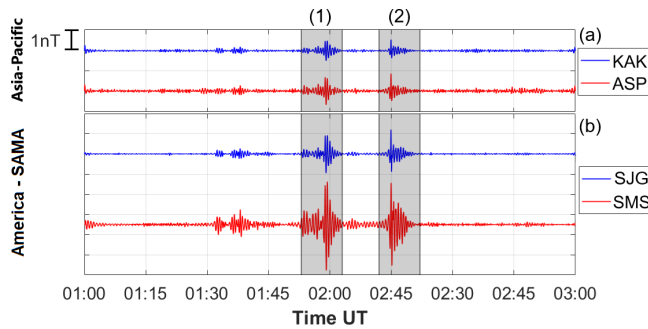 (1) (2)
1nT
Asia-Pacific
(a)
KAK
ASP
America - SAMA
(b)
SJG
SMS
01:00 01:15 01:30 01:45 02:00 02:45 02:30 02:45 03:00
Time UT